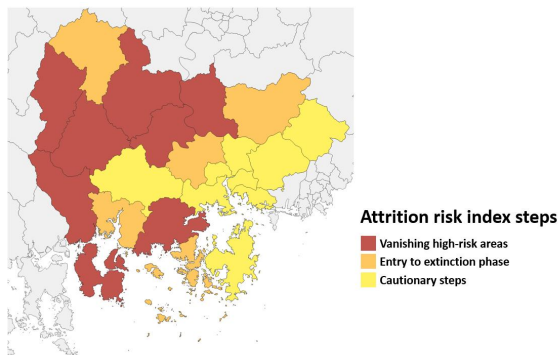 Attrition risk index steps
Vanishing high-risk areas
Entry to extinction phase
Cautionary steps